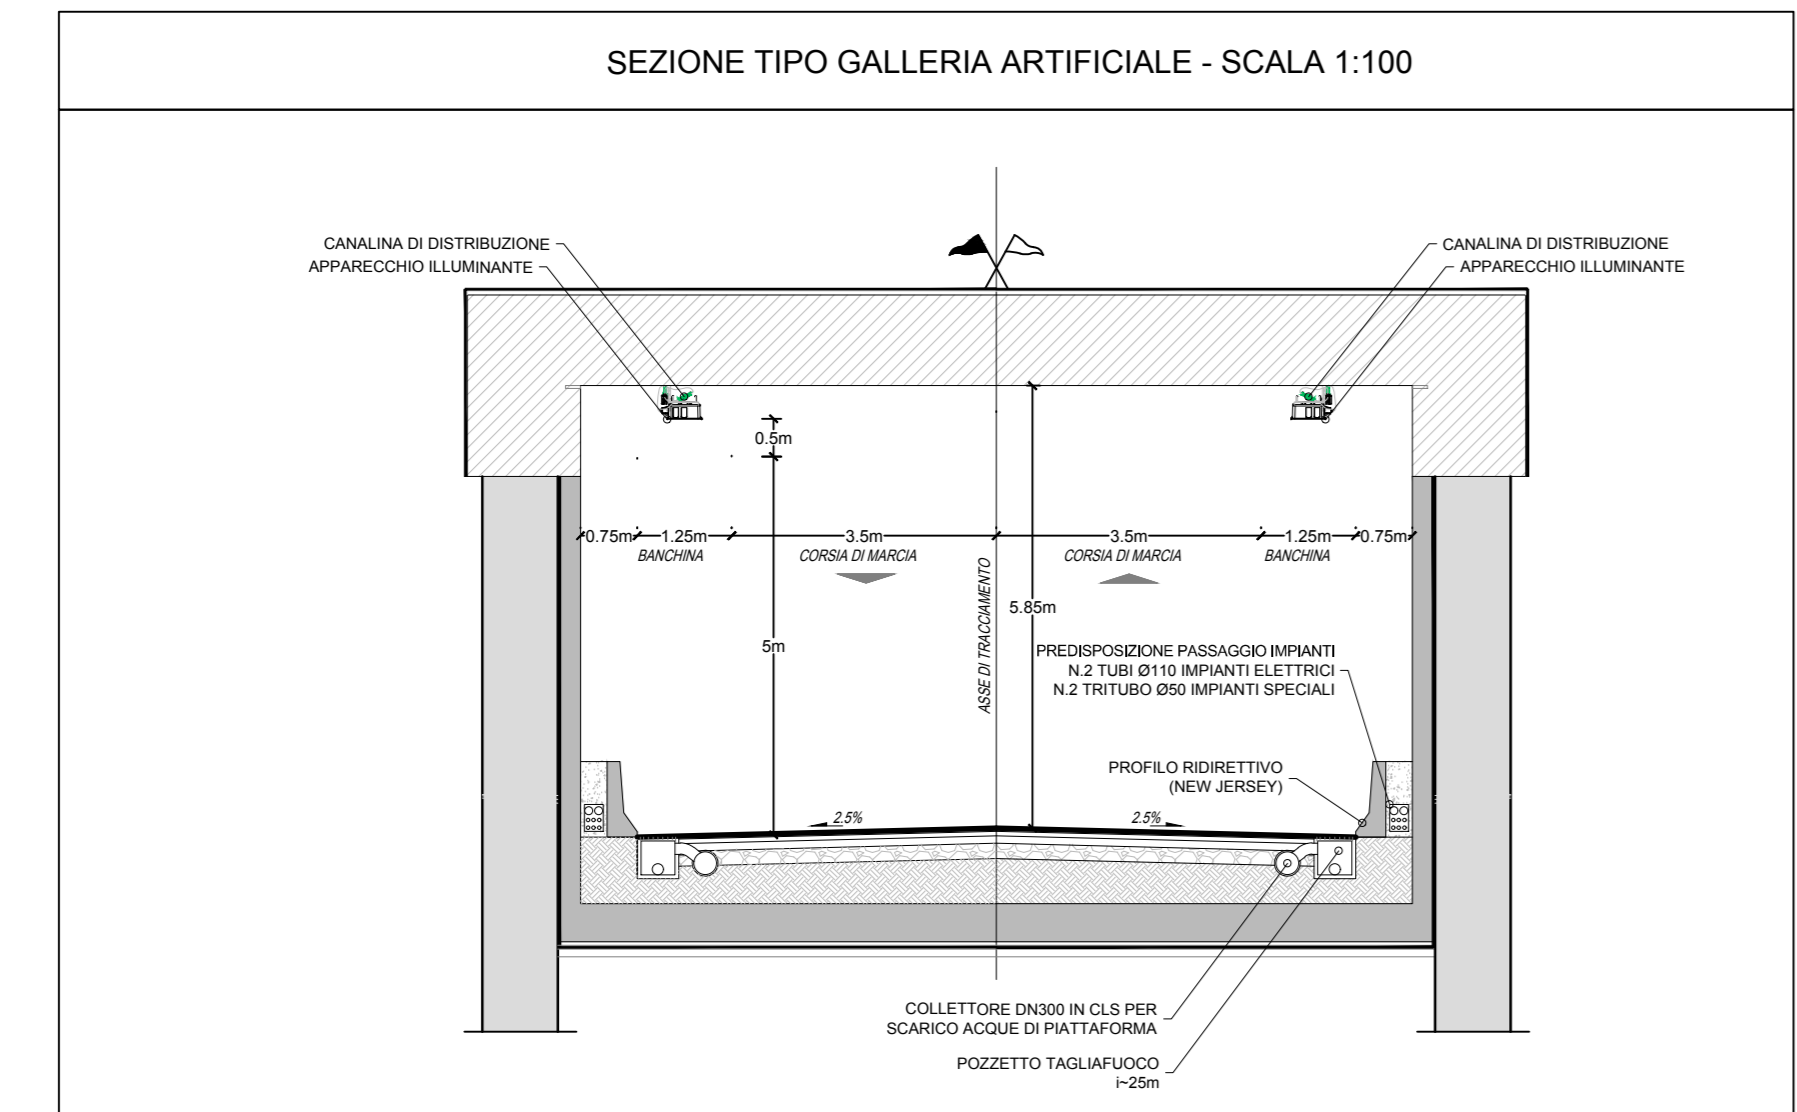 SEZIONE TIPO GALLERIA ARTIFICIALE - SCALA 1:100
CANALINA DI DISTRIBUZIONE
APPARECCHIO ILLUMINANTE
CANALINA DI DISTRIBUZIONE
APPARECCHIO ILLUMINANTE
0.5m
0.75m 1.25m 3.5m 3.5m 1.25m 0.75m
BANCHINA CORSIA DI MARCIA CORSIA DI MARCIA BANCHINA
ASSE DI TRACCIAMENTO
5.85m
5m
PREDISPOSIZIONE PASSAGGIO IMPIANTI
N.2 TUBI Ø110 IMPIANTI ELETTRICI
N.2 TRITUBO Ø50 IMPIANTI SPECIALI
PROFILO RIDIRETTIVO
(NEW JERSEY)
2.5% 2.5%
COLLETTORE DN300 IN CLS PER
SCARICO ACQUE DI PIATTAFORMA
POZZETTO TAGLIAFUOCO
i~25m